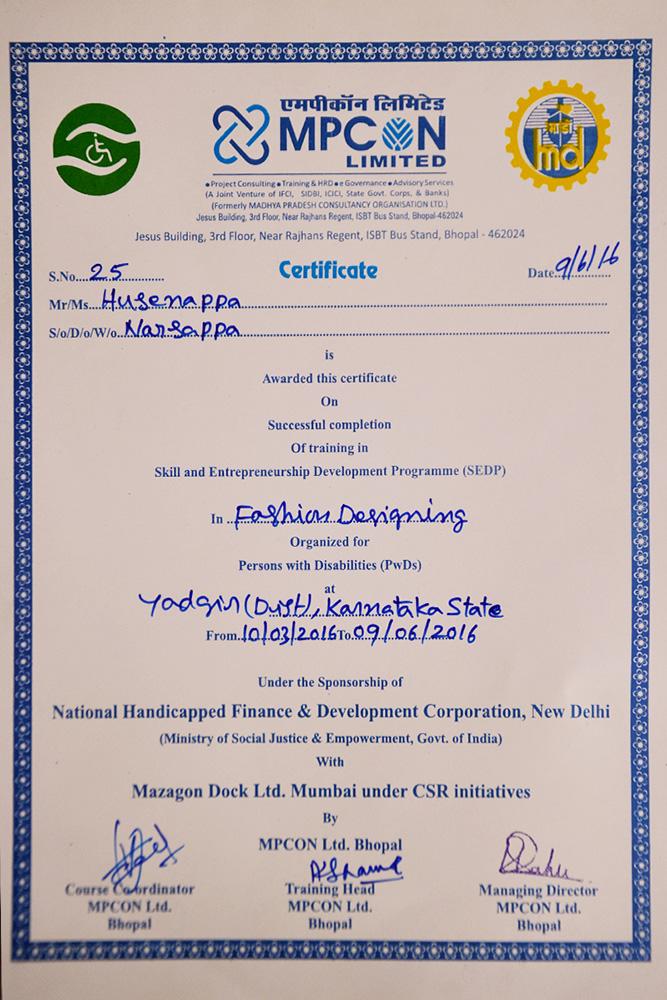 एमपीकॉन लिमिटेड
MPCON
LIMITED
• Project Consulting • Training & HRD • e Governance • Advisory Services
(A Joint Venture of IFCI, SIDBI, ICICI, State Govt. Corps, & Banks)
(Formerly MADHYA PRADESH CONSULTANCY ORGANISATION LTD.)
Jesus Building, 3rd Floor, Near Rajhans Regent, ISBT Bus Stand, Bhopal-462024
Jesus Building, 3rd Floor, Near Rajhans Regent, ISBT Bus Stand, Bhopal - 462024
S.No....25............ Certificate Date..9/6/16
Mr/Ms....Husenappa
S/o/D/o/W/o..Narsappa
is
Awarded this certificate
On
Successful completion
Of training in
Skill and Entrepreneurship Development Programme (SEDP)
In ..Fashion Designing
Organized for
Persons with Disabilities (PwDs)
at
Yadgiri (Dist), Karnataka State
From..10/03/2016 To..09/06/2016
Under the Sponsorship of
National Handicapped Finance & Development Corporation, New Delhi
(Ministry of Social Justice & Empowerment, Govt. of India)
With
Mazagon Dock Ltd. Mumbai under CSR initiatives
By
MPCON Ltd. Bhopal
Course Co-ordinator Training Head Managing Director
MPCON Ltd. MPCON Ltd. MPCON Ltd.
Bhopal Bhopal Bhopal